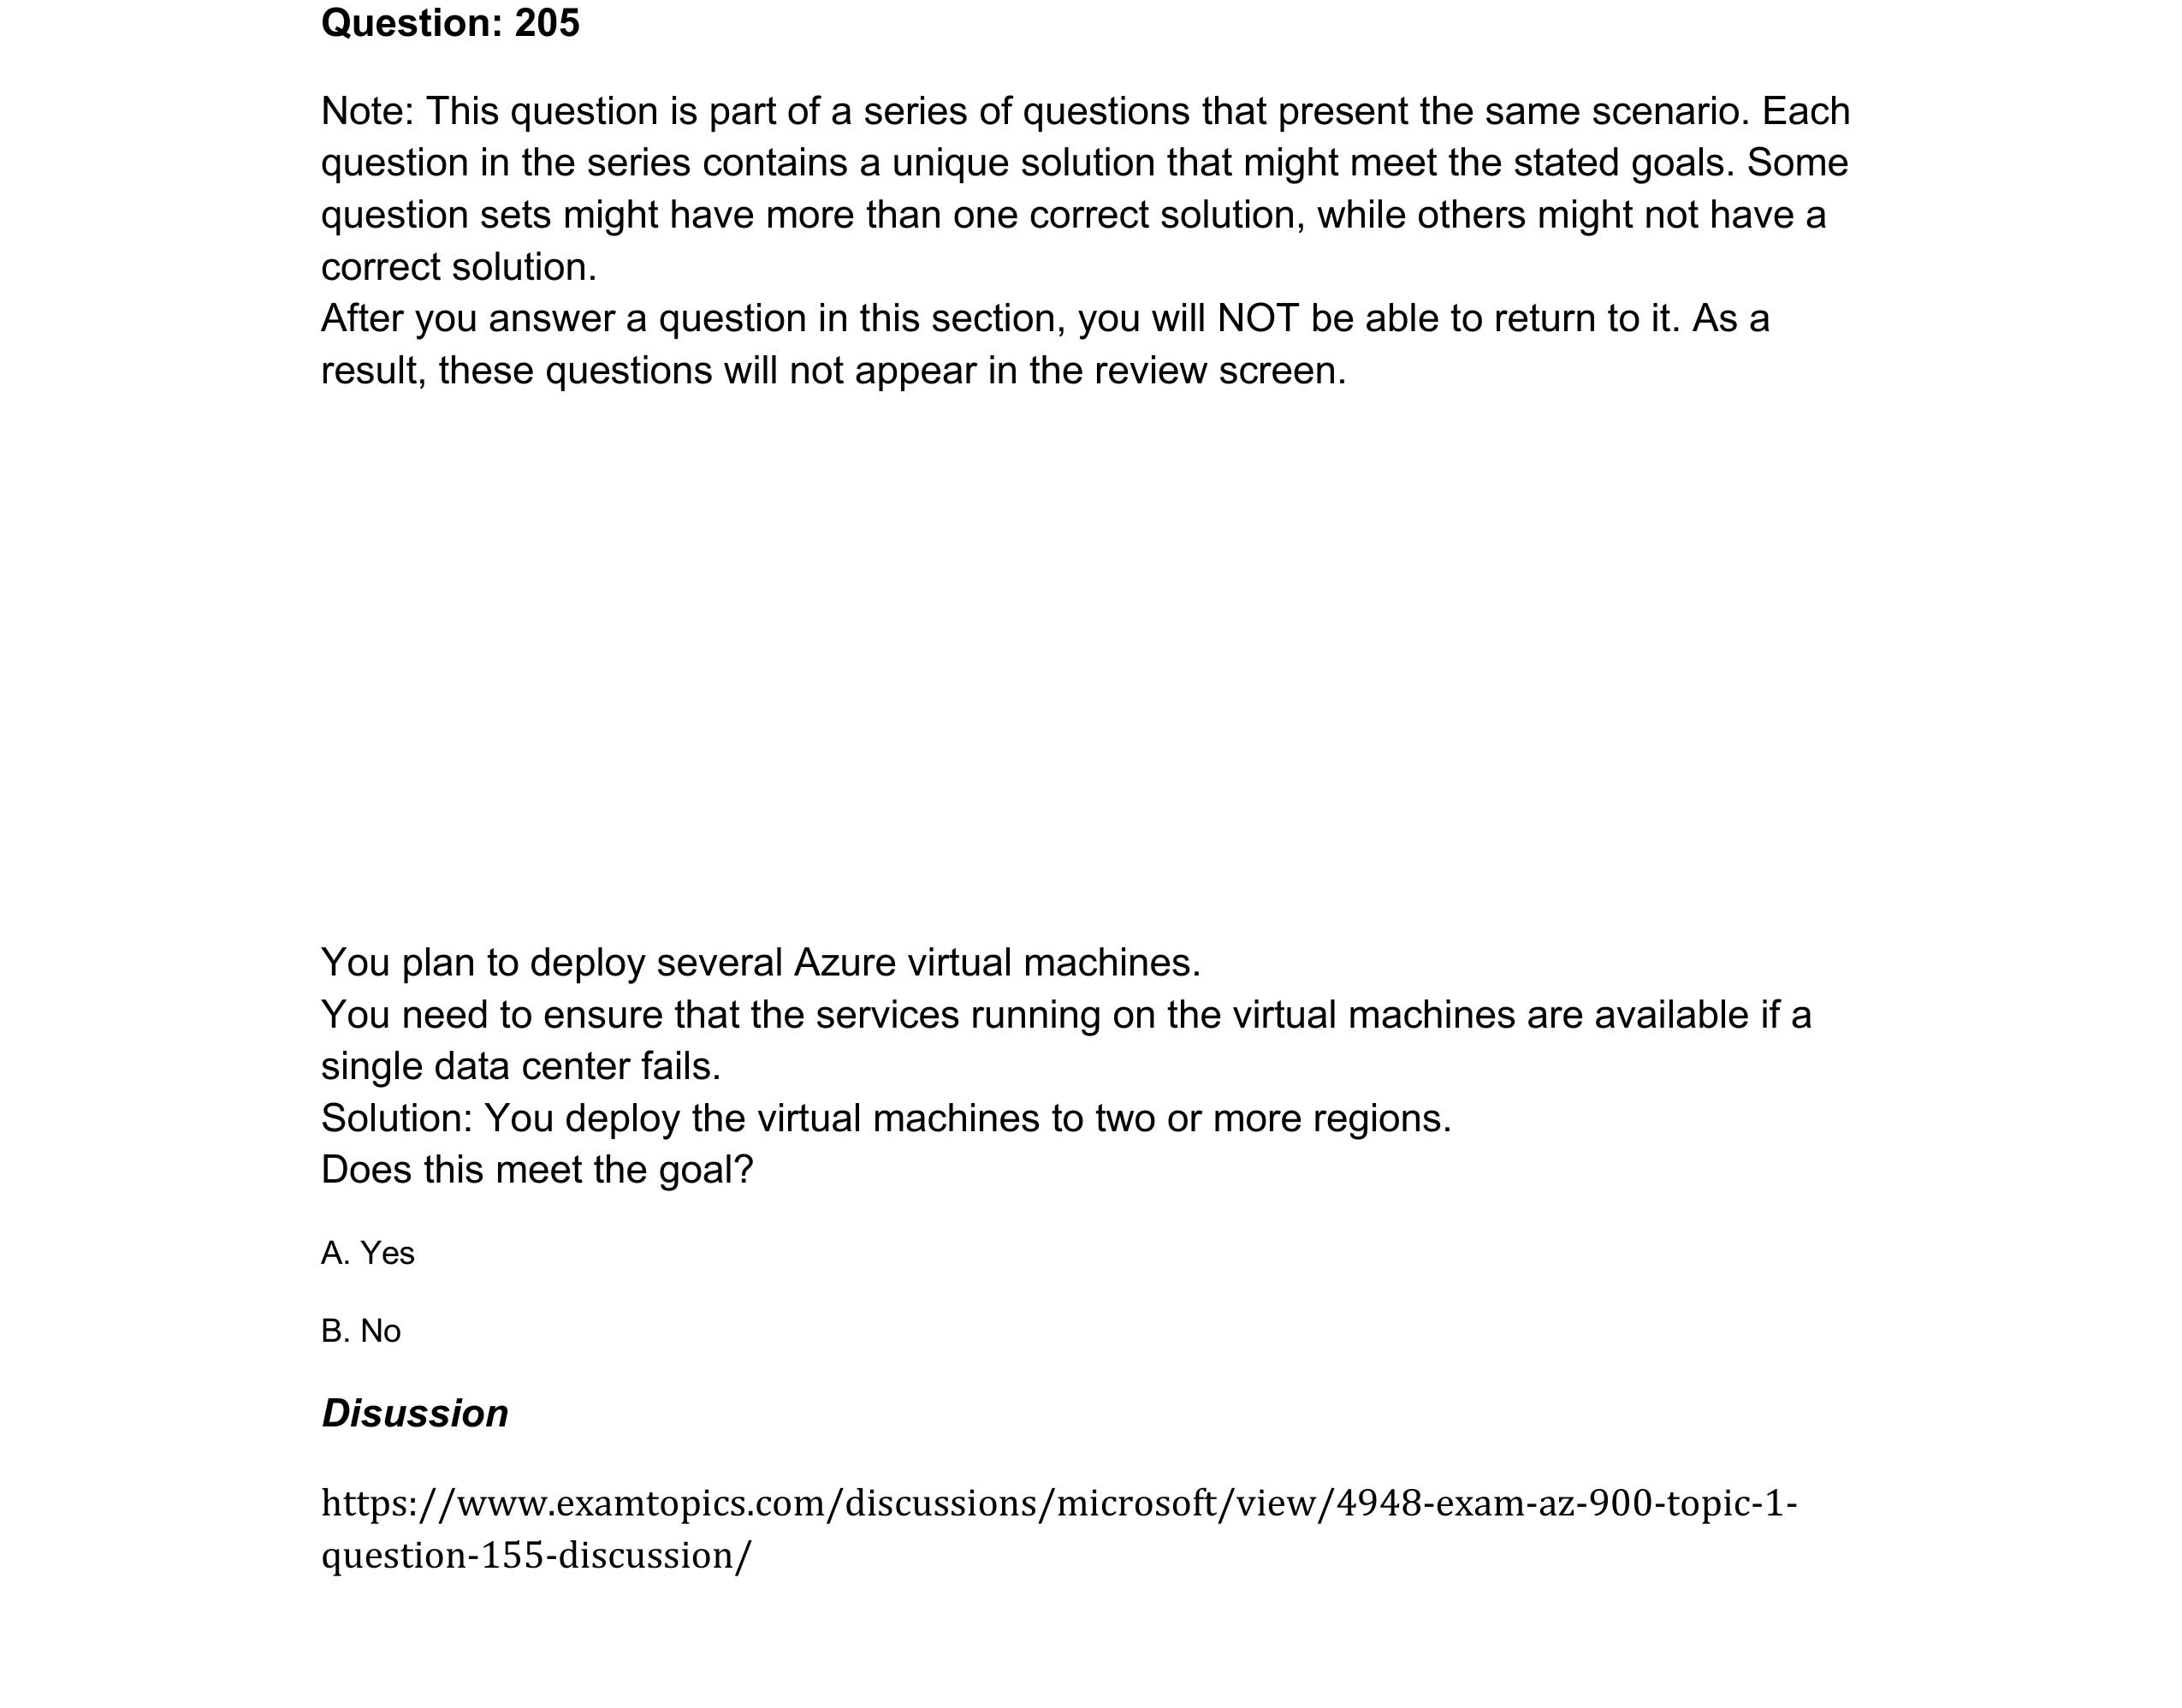 Question: 205
Note: This question is part of a series of questions that present the same scenario. Each
question in the series contains a unique solution that might meet the stated goals. Some
question sets might have more than one correct solution, while others might not have a
correct solution.
After you answer a question in this section, you will NOT be able to return to it. As a
result, these questions will not appear in the review screen.
You plan to deploy several Azure virtual machines.
You need to ensure that the services running on the virtual machines are available if a
single data center fails.
Solution: You deploy the virtual machines to two or more regions.
Does this meet the goal?
A. Yes
B. No
Disussion
https://www.examtopics.com/discussions/microsoft/view/4948-exam-az-900-topic-1-
question-155-discussion/